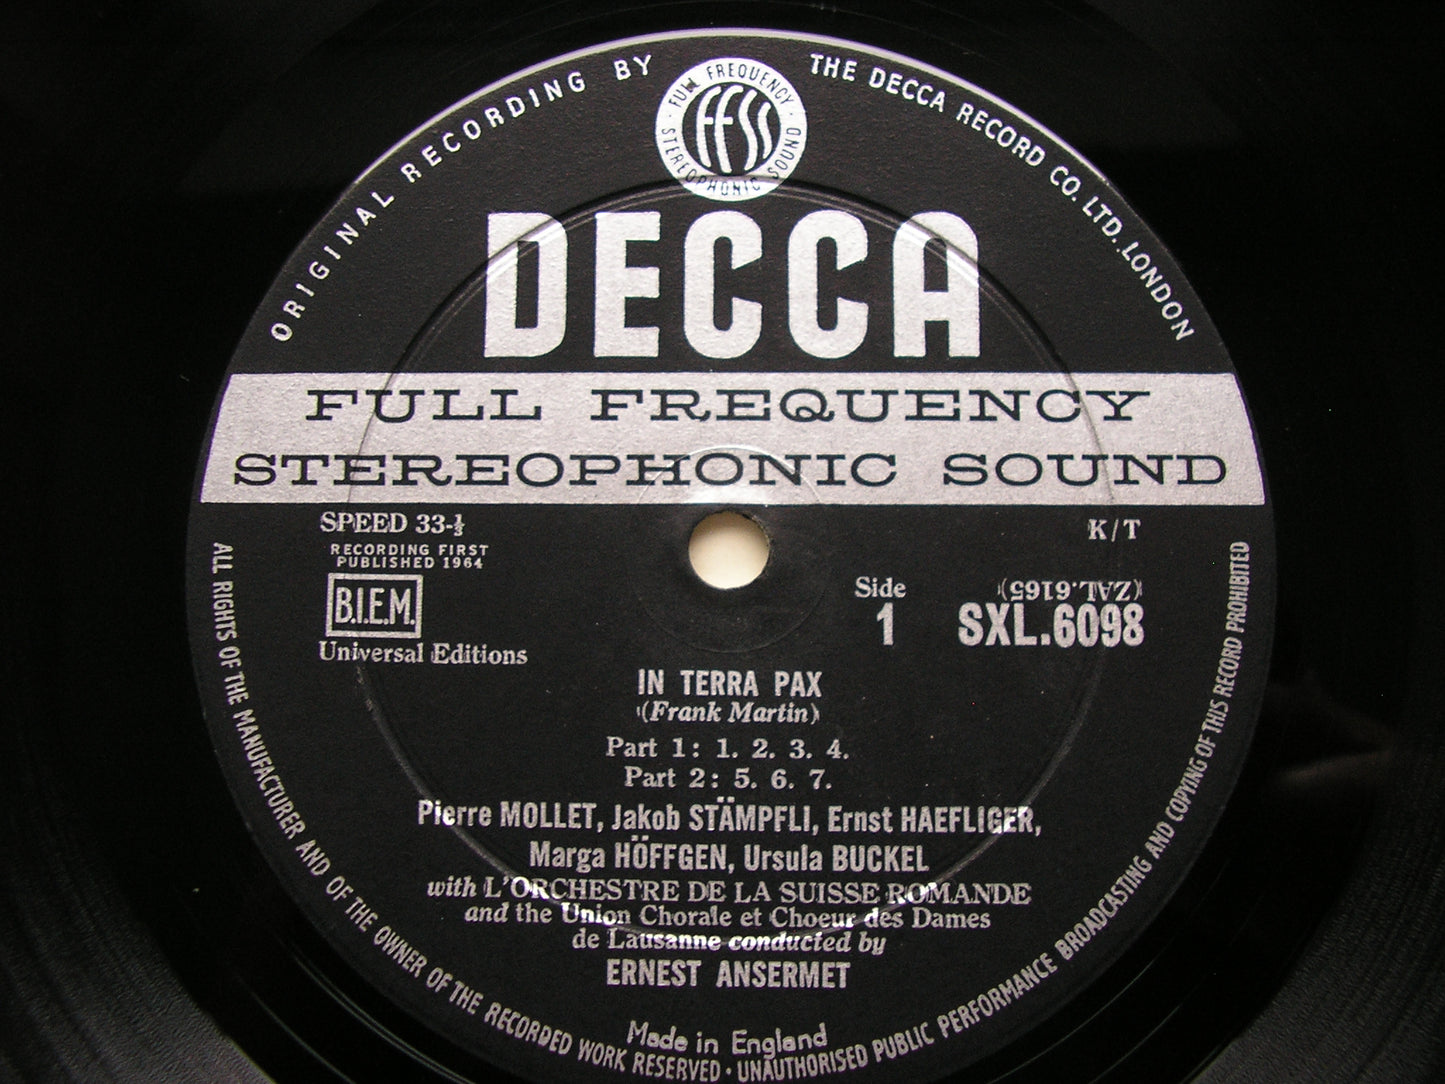 ORIGINAL RECORDING BY THE DECCA RECORD CO. LTD. LONDON
FULL FREQUENCY STEREOPHONIC SOUND
FFSS
DECCA
FULL FREQUENCY
STEREOPHONIC SOUND
SPEED 33-⅓
RECORDING FIRST
PUBLISHED 1964
B.I.E.M.
Universal Editions
K/T
(ZAL.6165)
Side
1
SXL.6098
IN TERRA PAX
(Frank Martin)
Part 1: 1. 2. 3. 4.
Part 2: 5. 6. 7.
Pierre MOLLET, Jakob STÄMPFLI, Ernst HAEFLIGER,
Marga HÖFFGEN, Ursula BUCKEL
with L'ORCHESTRE DE LA SUISSE ROMANDE
and the Union Chorale et Choeur des Dames
de Lausanne conducted by
ERNEST ANSERMET
Made in England
ALL RIGHTS OF THE MANUFACTURER AND OF THE OWNER OF THE RECORDED WORK RESERVED · UNAUTHORISED PUBLIC PERFORMANCE BROADCASTING AND COPYING OF THIS RECORD PROHIBITED